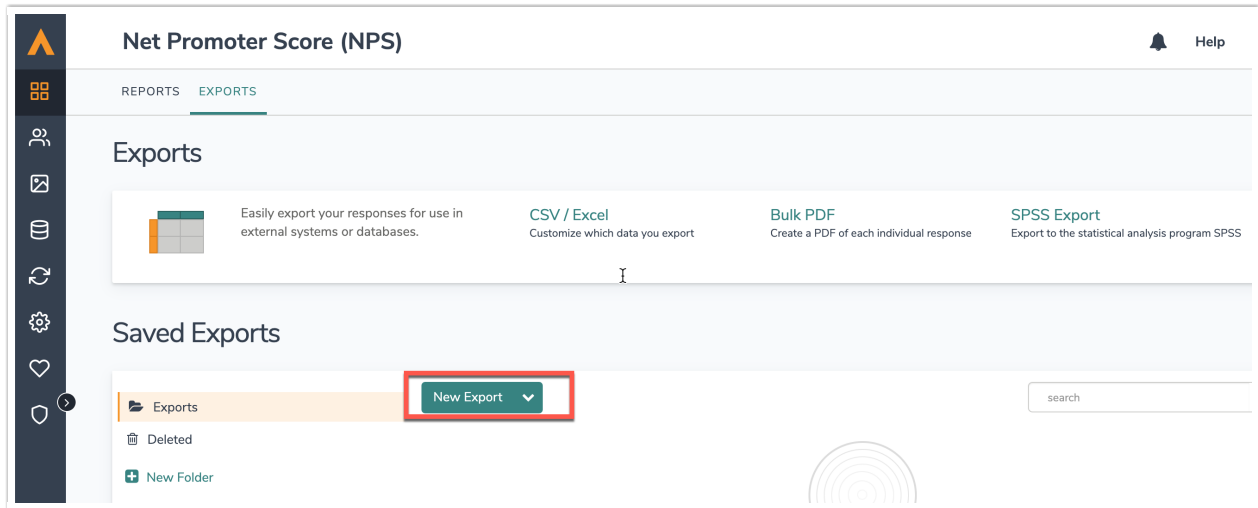 Net Promoter Score (NPS)
Help
REPORTS EXPORTS
Exports
Easily export your responses for use in
external systems or databases.
CSV / Excel
Customize which data you export
Bulk PDF
Create a PDF of each individual response
SPSS Export
Export to the statistical analysis program SPSS
Saved Exports
New Export
search
Exports
Deleted
New Folder